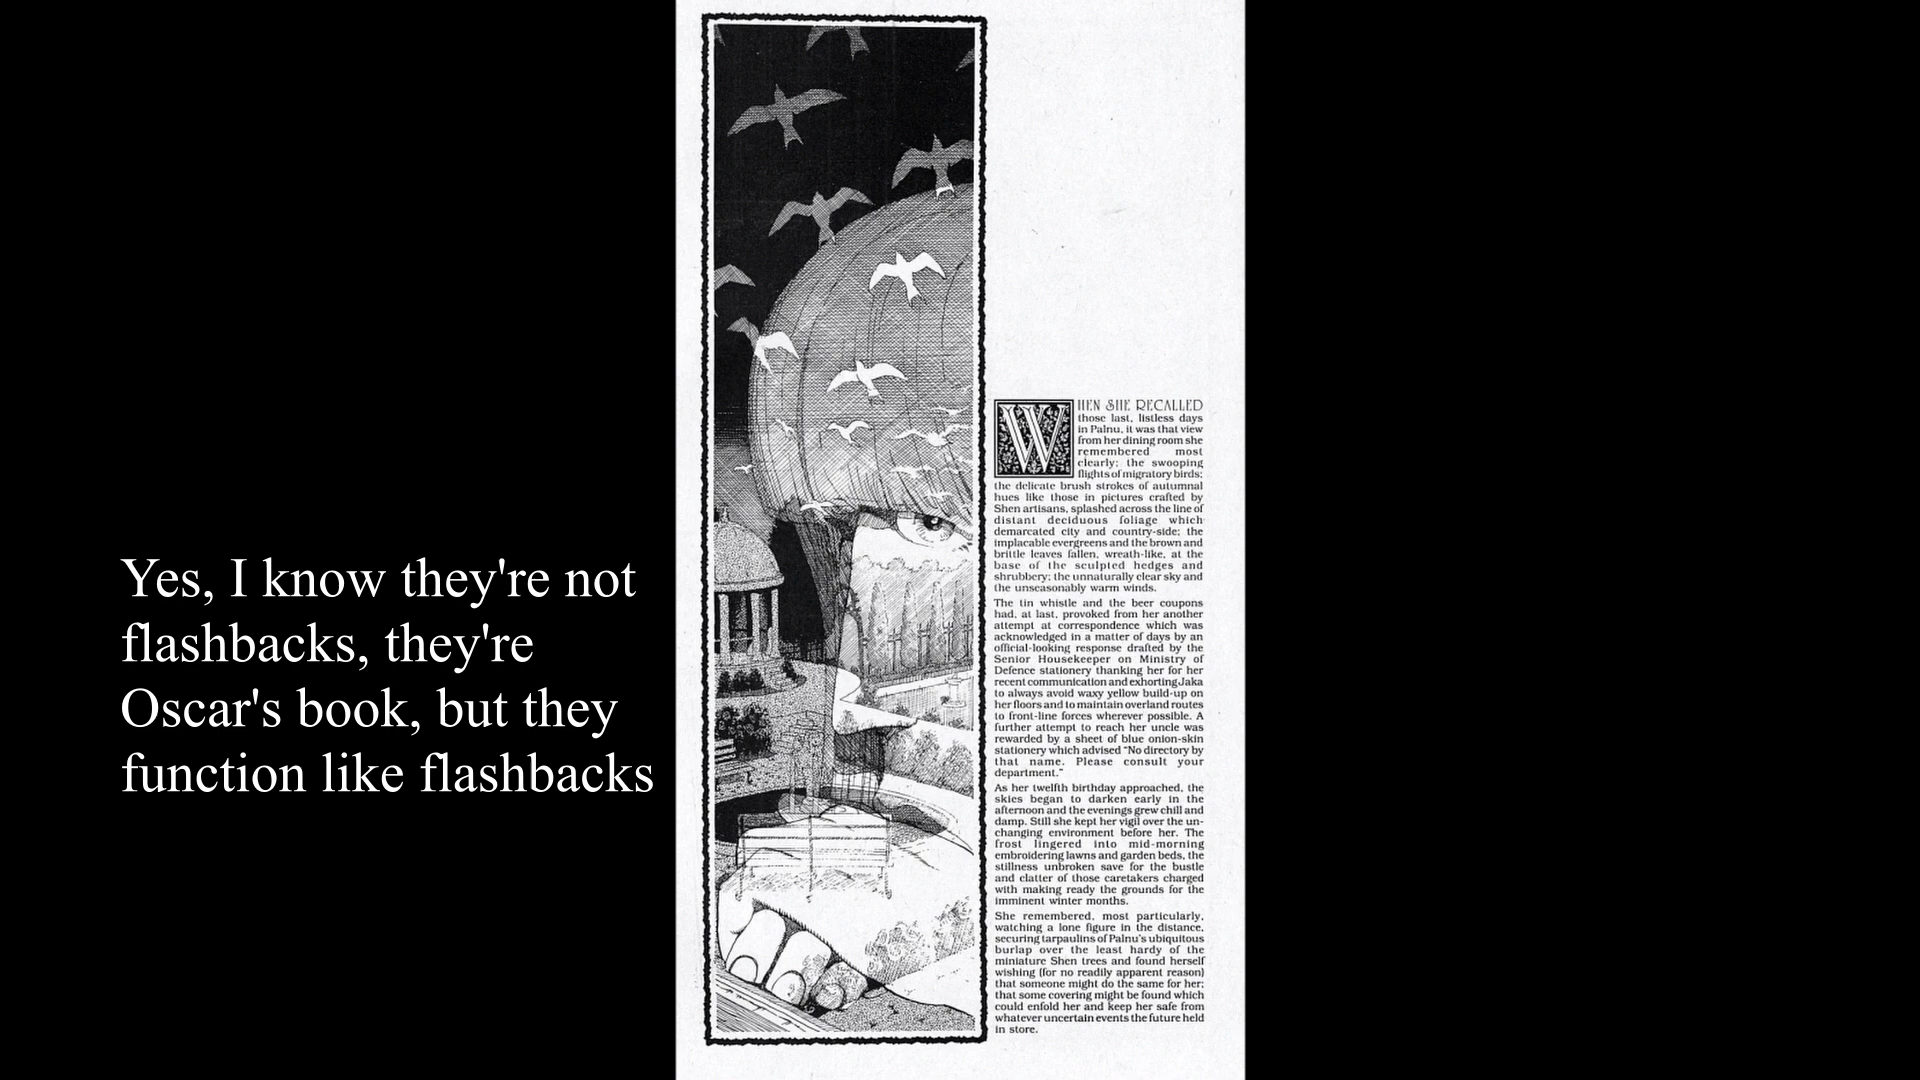 Yes, I know they're not
flashbacks, they're
Oscar's book, but they
function like flashbacks
WHEN SHE RECALLED
those last, listless days
in Palnu, it was that view
from her dining room she
remembered most
clearly: the swooping
flights of migratory birds;
the delicate brush strokes of autumnal
hues like those in pictures crafted by
Shen artisans, splashed across the line of
distant deciduous foliage which
demarcated city and country-side; the
implacable evergreens and the brown and
brittle leaves fallen, wreath-like, at the
base of the sculpted hedges and
shrubbery; the unnaturally clear sky and
the unseasonably warm winds.
The tin whistle and the beer coupons
had, at last, provoked from her another
attempt at correspondence which was
acknowledged in a matter of days by an
official-looking response drafted by the
Senior Housekeeper on Ministry of
Defence stationery thanking her for her
recent communication and exhorting Jaka
to always avoid waxy yellow build-up on
her floors and to maintain overland routes
to front-line forces wherever possible. A
further attempt to reach her uncle was
rewarded by a sheet of blue onion-skin
stationery which advised "No directory by
that name. Please consult your
department."
As her twelfth birthday approached, the
skies began to darken early in the
afternoon and the evenings grew chill and
damp. Still she kept her vigil over the un-
changing environment before her. The
frost lingered into mid-morning
embroidering lawns and garden beds, the
stillness unbroken save for the bustle
and clatter of those caretakers charged
with making ready the grounds for the
imminent winter months.
She remembered, most particularly,
watching a lone figure in the distance,
securing tarpaulins of Palnu's ubiquitous
burlap over the least hardy of the
miniature Shen trees and found herself
wishing (for no readily apparent reason)
that someone might do the same for her;
that some covering might be found which
could enfold her and keep her safe from
whatever uncertain events the future held
in store.